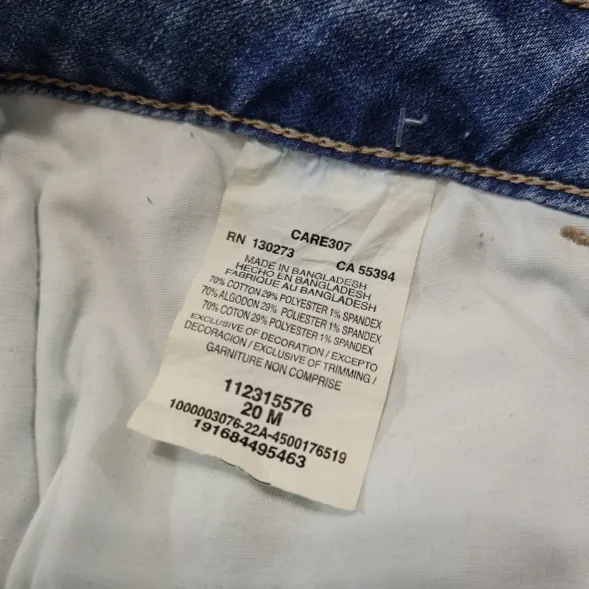 CARE307
RN 130273 CA 55394
MADE IN BANGLADESH
HECHO EN BANGLADESH
FABRIQUE AU BANGLADESH
70% COTTON 29% POLYESTER 1% SPANDEX
70% ALGODON 29% POLIESTER 1% SPANDEX
70% COTON 29% POLYESTER 1% SPANDEX
EXCLUSIVE OF DECORATION / EXCEPTO
DECORACION / EXCLUSIVE OF TRIMMING /
GARNITURE NON COMPRISE
112315576
20 M
1000003076-22A-4500176519
191684495463